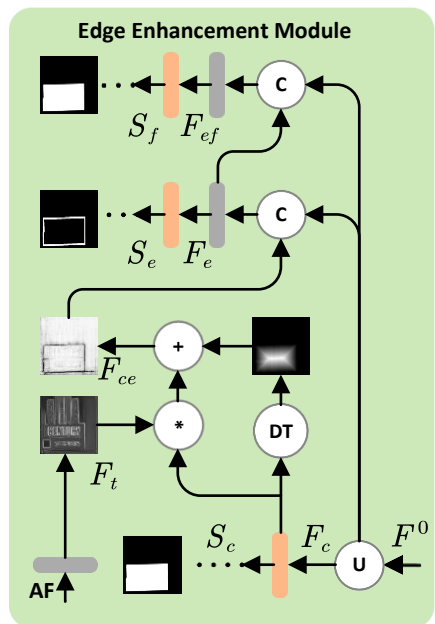 Edge Enhancement Module
C
S_f F_ef
C
S_e F_e
+
F_ce
*
DT
F_t
S_c F_c F^0
U
AF